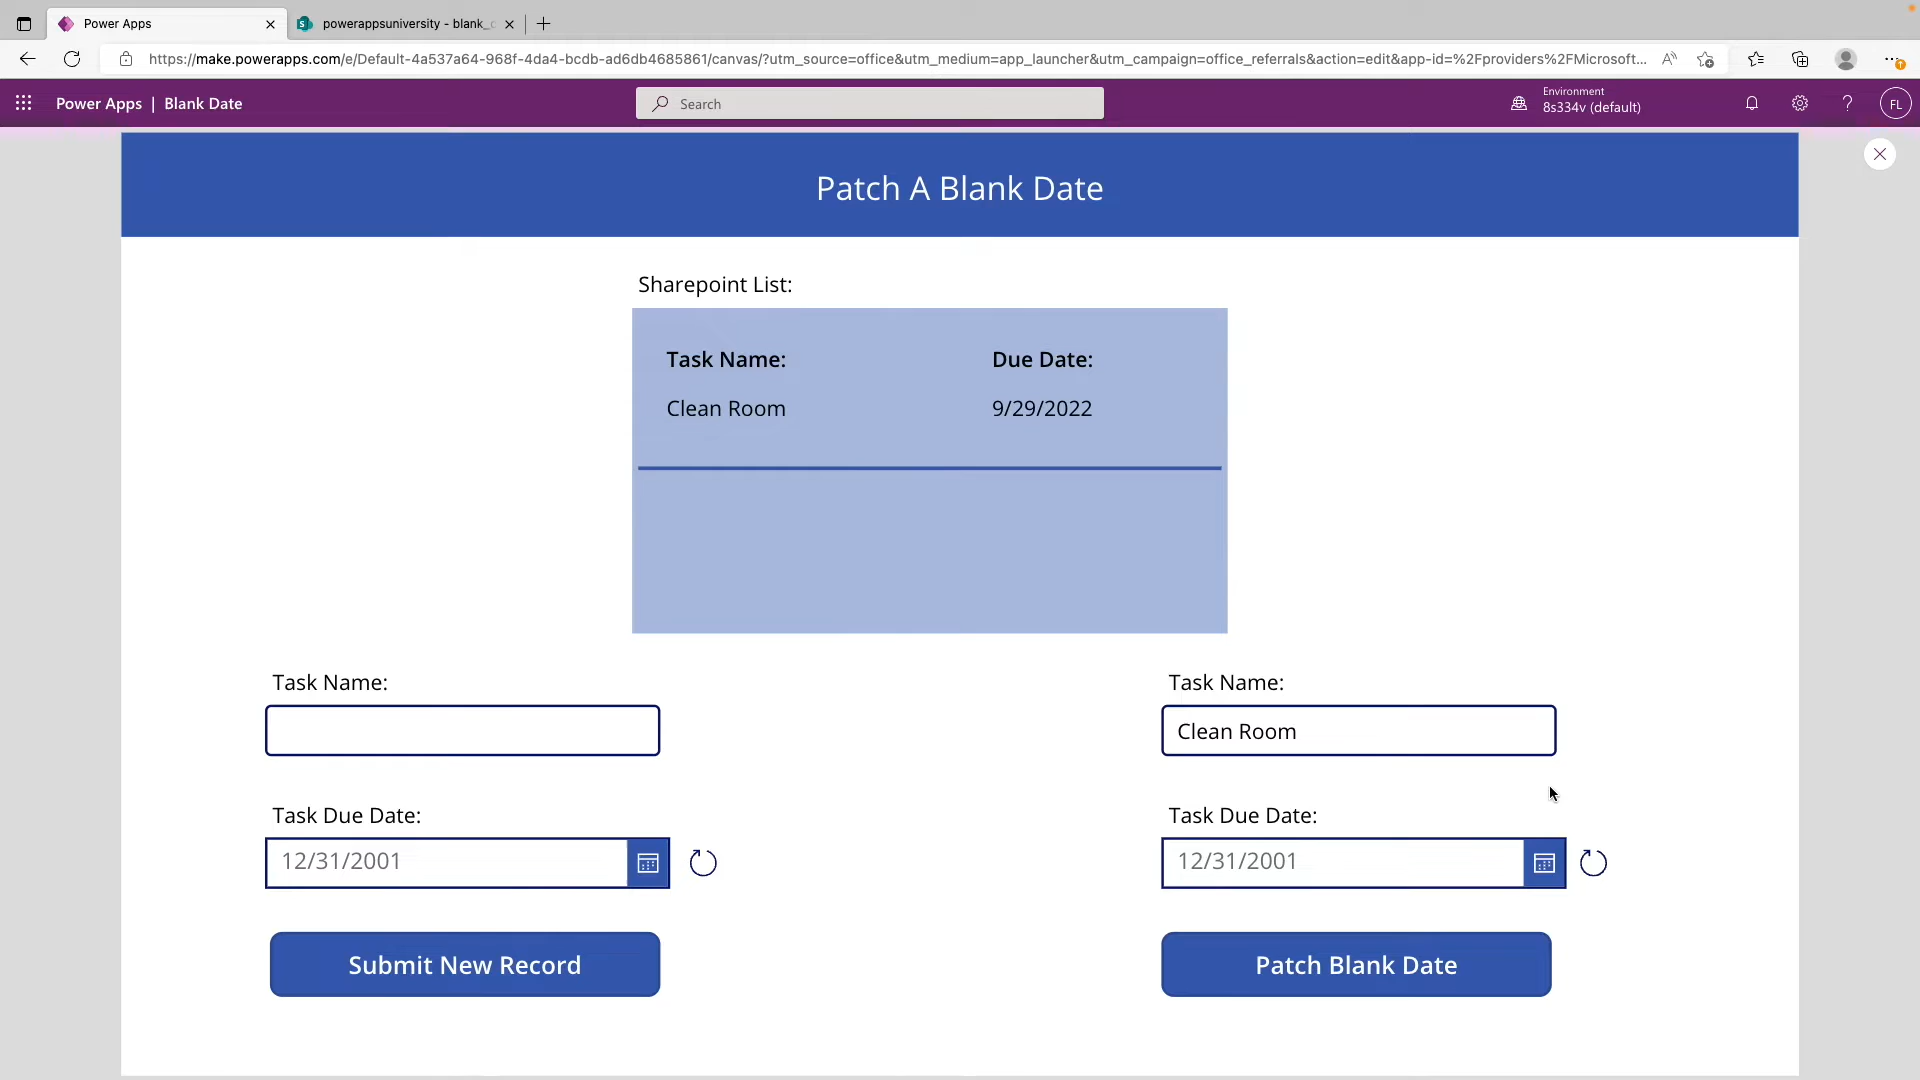 Power Apps
powerappsuniversity - blank_
https://make.powerapps.com/e/Default-4a537a64-968f-4da4-bcdb-ad6db4685861/canvas/?utm_source=office&utm_medium=app_launcher&utm_campaign=office_referrals&action=edit&app-id=%2Fproviders%2FMicrosoft...
Power Apps | Blank Date
Search
Environment
8s334v (default)
?
FL
Patch A Blank Date
Sharepoint List:
Task Name: Due Date:
Clean Room 9/29/2022
Task Name:
Task Due Date:
12/31/2001
Submit New Record
Task Name:
Clean Room
Task Due Date:
12/31/2001
Patch Blank Date